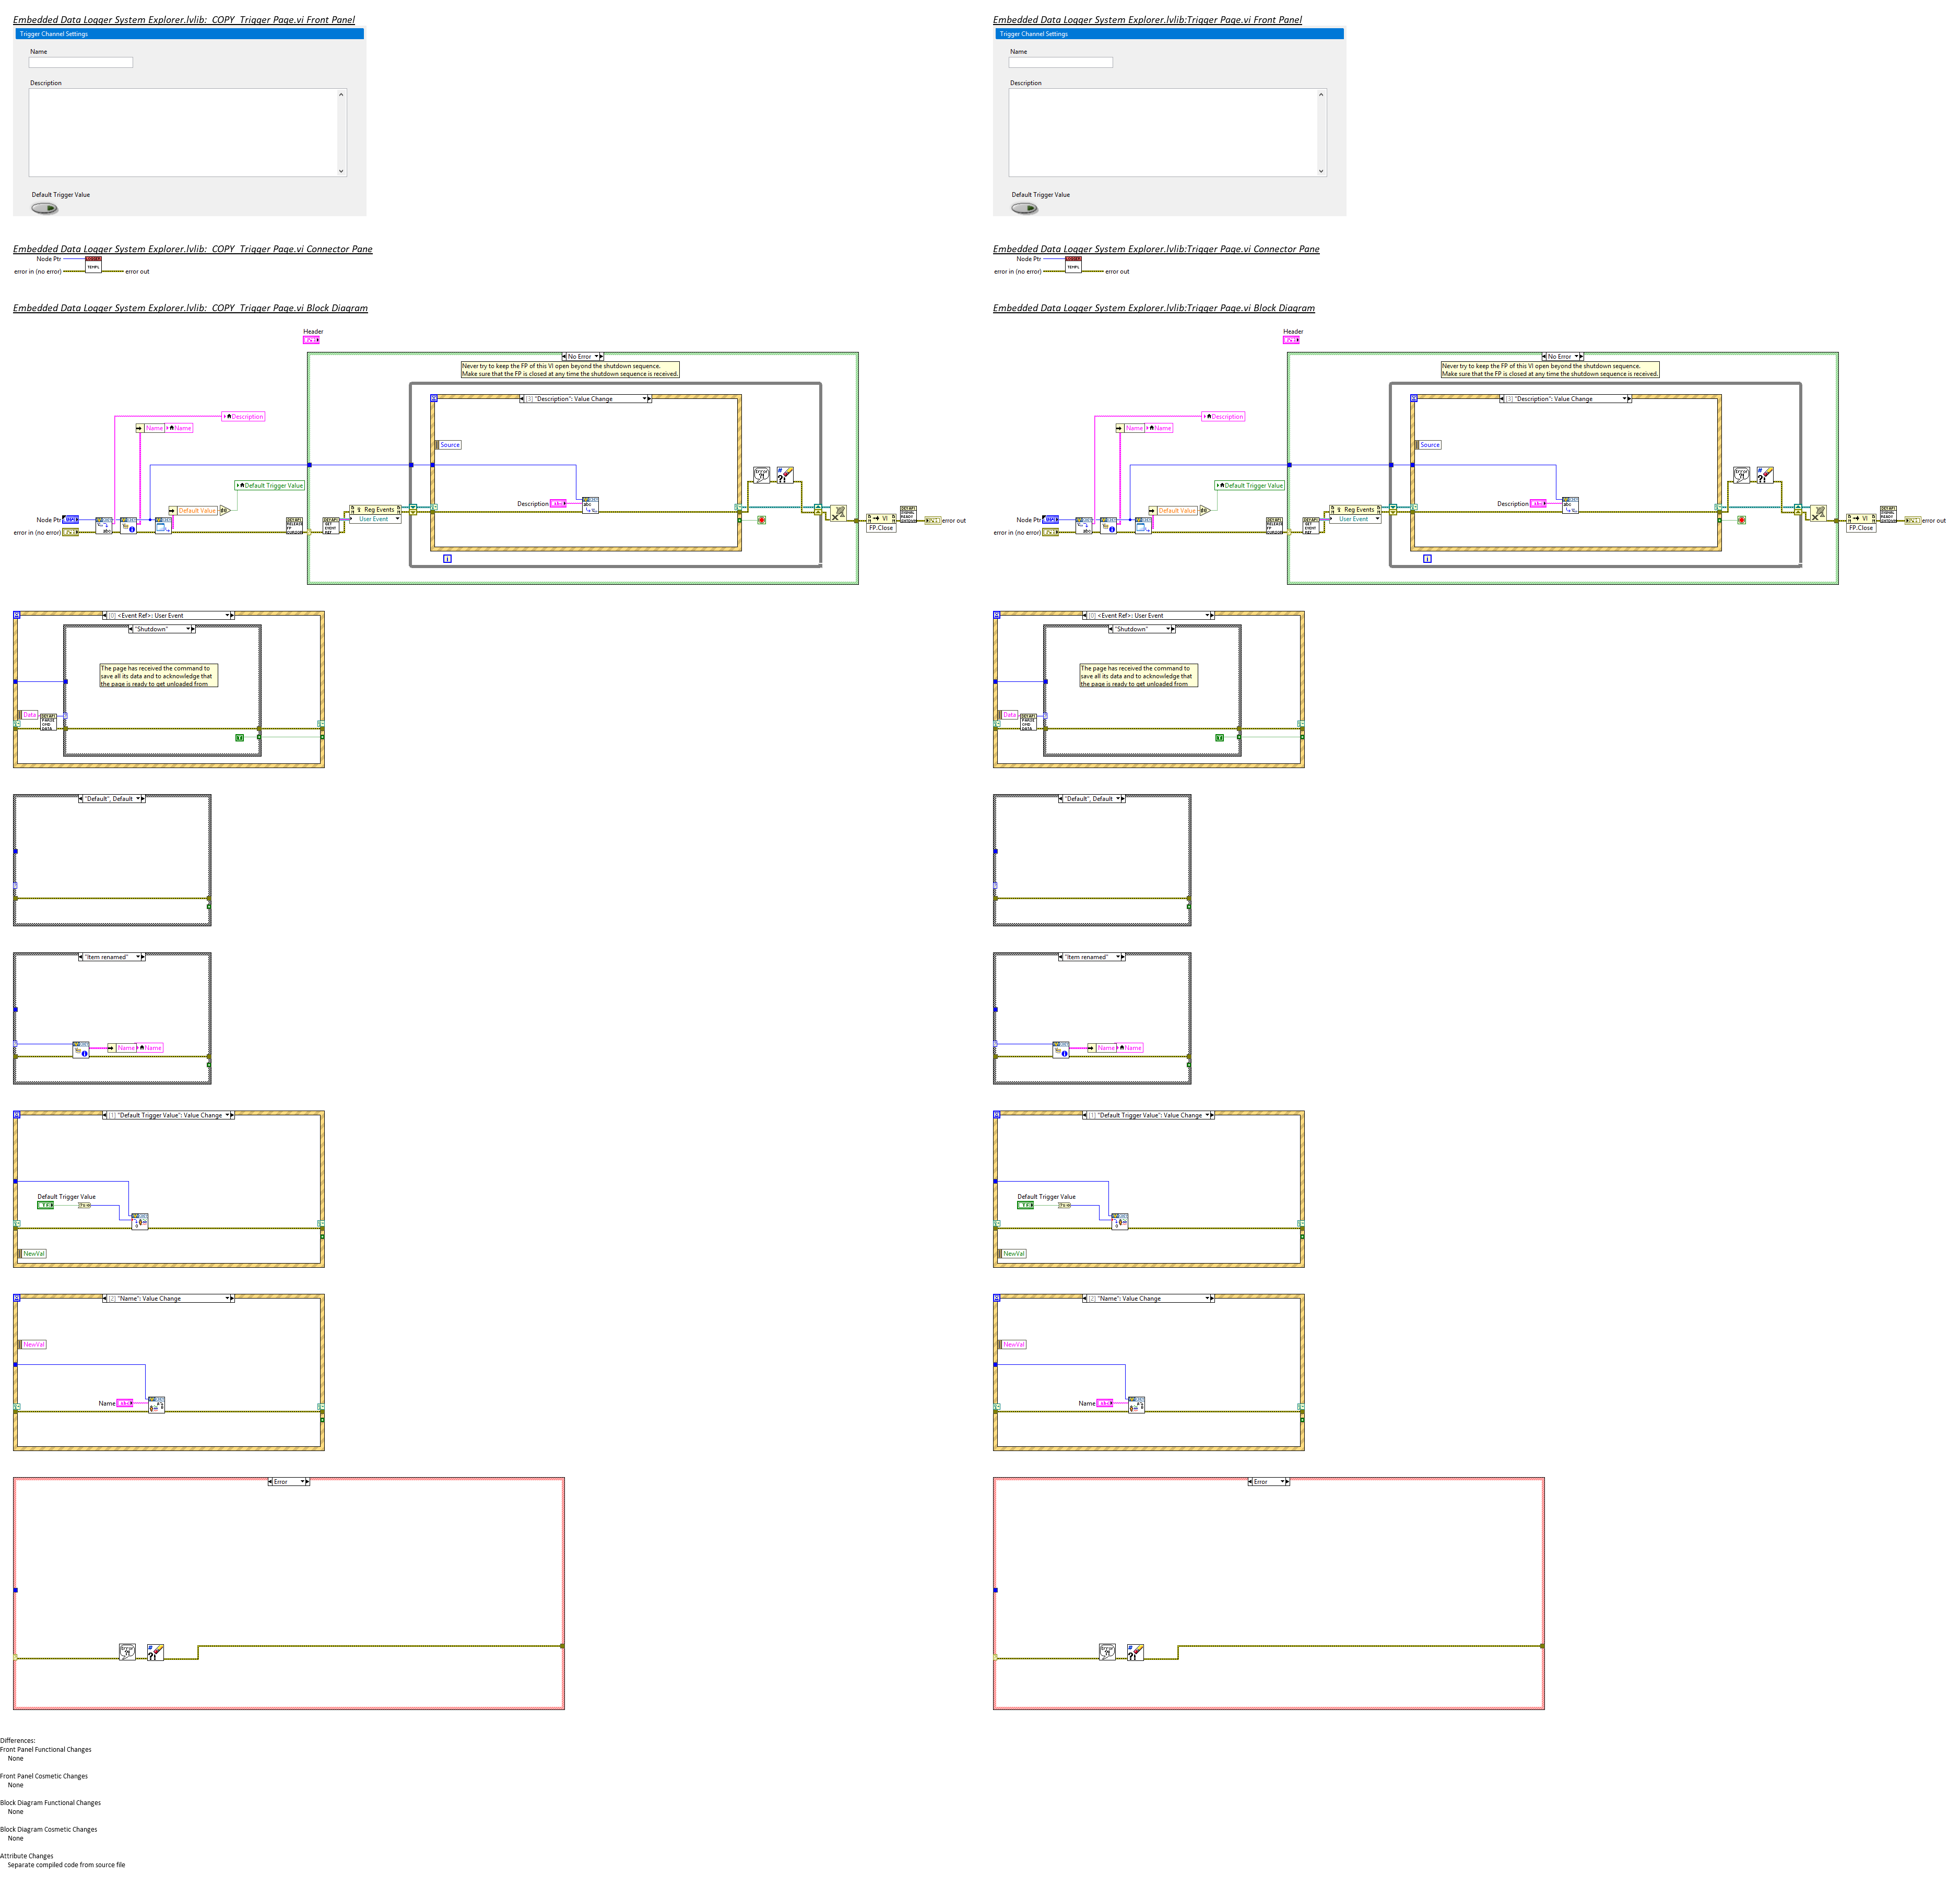 Embedded Data Logger System Explorer.lvlib:_COPY_Trigger Page.vi Front Panel
Trigger Channel Settings
Name
Description
Default Trigger Value
Embedded Data Logger System Explorer.lvlib:_COPY_Trigger Page.vi Connector Pane
Node Ptr
error in (no error)
TEMPL
error out
Embedded Data Logger System Explorer.lvlib:_COPY_Trigger Page.vi Block Diagram
Header
No Error
Never try to keep the FP of this VI open beyond the shutdown sequence.
Make sure that the FP is closed at any time the shutdown sequence is received.
[3] "Description": Value Change
Description
Name Name
Source
Default Trigger Value
Default Value
Description
Reg Events
User Event
Node Ptr
error in (no error)
VI
FP.Close
error out
[0] <Event Ref>: User Event
"Shutdown"
The page has received the command to
save all its data and to acknowledge that
the page is ready to get unloaded from
Data
"Default", Default
"Item renamed"
Name Name
[1] "Default Trigger Value": Value Change
Default Trigger Value
NewVal
[2] "Name": Value Change
NewVal
Name
Error
Embedded Data Logger System Explorer.lvlib:Trigger Page.vi Front Panel
Trigger Channel Settings
Name
Description
Default Trigger Value
Embedded Data Logger System Explorer.lvlib:Trigger Page.vi Connector Pane
Node Ptr
error in (no error)
TEMPL
error out
Embedded Data Logger System Explorer.lvlib:Trigger Page.vi Block Diagram
Header
No Error
Never try to keep the FP of this VI open beyond the shutdown sequence.
Make sure that the FP is closed at any time the shutdown sequence is received.
[3] "Description": Value Change
Description
Name Name
Source
Default Trigger Value
Default Value
Description
Reg Events
User Event
Node Ptr
error in (no error)
VI
FP.Close
error out
[0] <Event Ref>: User Event
"Shutdown"
The page has received the command to
save all its data and to acknowledge that
the page is ready to get unloaded from
Data
"Default", Default
"Item renamed"
Name Name
[1] "Default Trigger Value": Value Change
Default Trigger Value
NewVal
[2] "Name": Value Change
NewVal
Name
Error
Differences:
Front Panel Functional Changes
None
Front Panel Cosmetic Changes
None
Block Diagram Functional Changes
None
Block Diagram Cosmetic Changes
None
Attribute Changes
Separate compiled code from source file